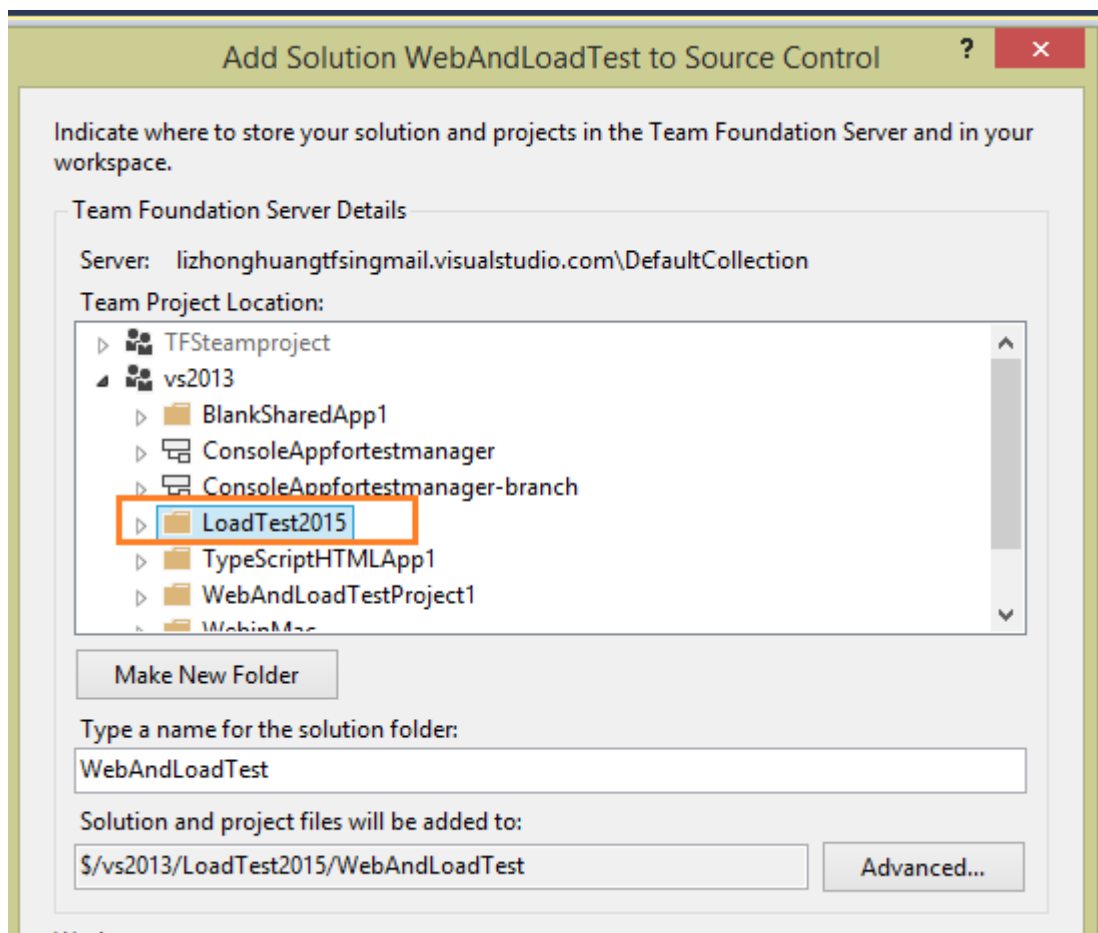 Add Solution WebAndLoadTest to Source Control
?
Indicate where to store your solution and projects in the Team Foundation Server and in your
workspace.
Team Foundation Server Details
Server: lizhonghuangtfsingmail.visualstudio.com\DefaultCollection
Team Project Location:
TFSteamproject
vs2013
BlankSharedApp1
ConsoleAppfortestmanager
ConsoleAppfortestmanager-branch
LoadTest2015
TypeScriptHTMLApp1
WebAndLoadTestProject1
WebinMac
Make New Folder
Type a name for the solution folder:
WebAndLoadTest
Solution and project files will be added to:
$/vs2013/LoadTest2015/WebAndLoadTest
Advanced...